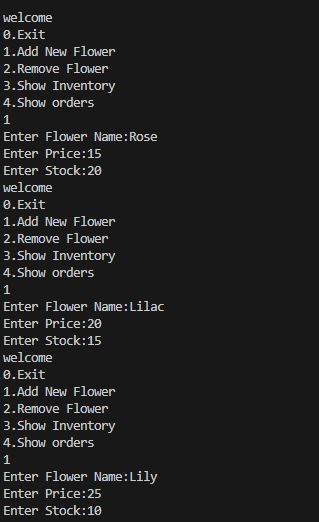 welcome
0.Exit
1.Add New Flower
2.Remove Flower
3.Show Inventory
4.Show orders
1
Enter Flower Name:Rose
Enter Price:15
Enter Stock:20
welcome
0.Exit
1.Add New Flower
2.Remove Flower
3.Show Inventory
4.Show orders
1
Enter Flower Name:Lilac
Enter Price:20
Enter Stock:15
welcome
0.Exit
1.Add New Flower
2.Remove Flower
3.Show Inventory
4.Show orders
1
Enter Flower Name:Lily
Enter Price:25
Enter Stock:10